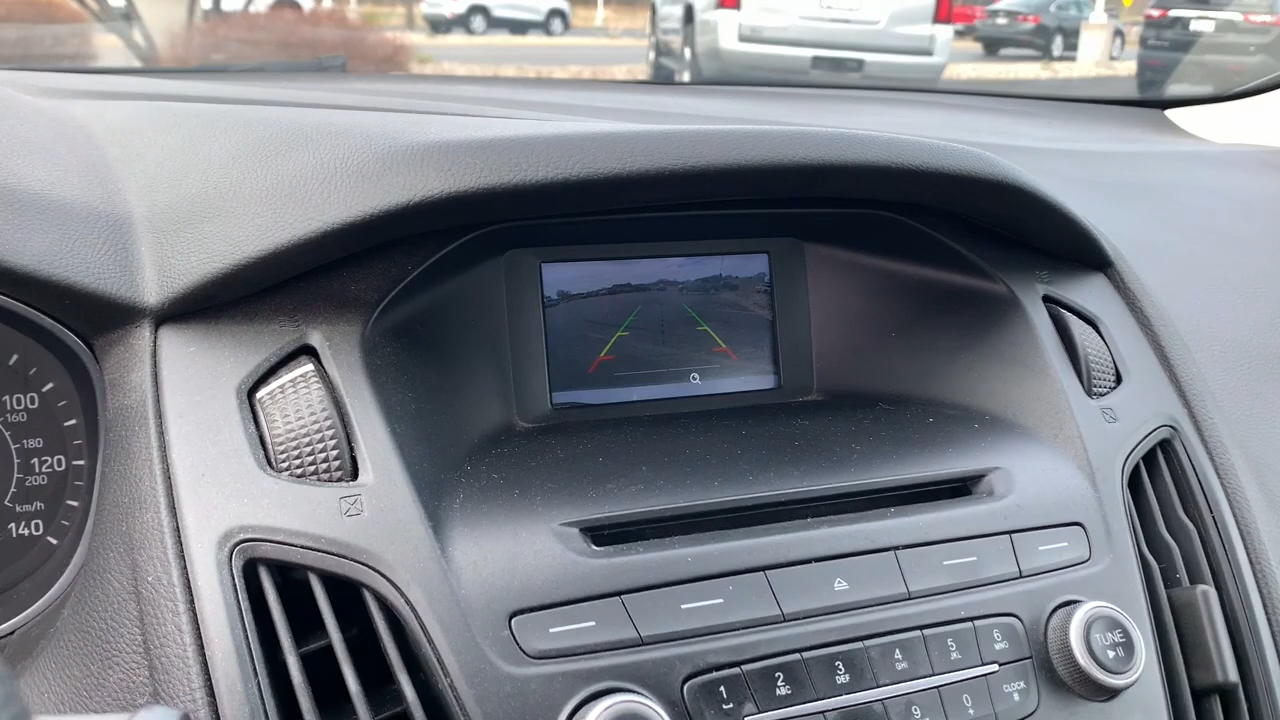 100
160
180
120
200
km/h
140
1
2 ABC
3 DEF
4 GHI
5 JKL
6 MNO
9
0 +
CLOCK #
TUNE